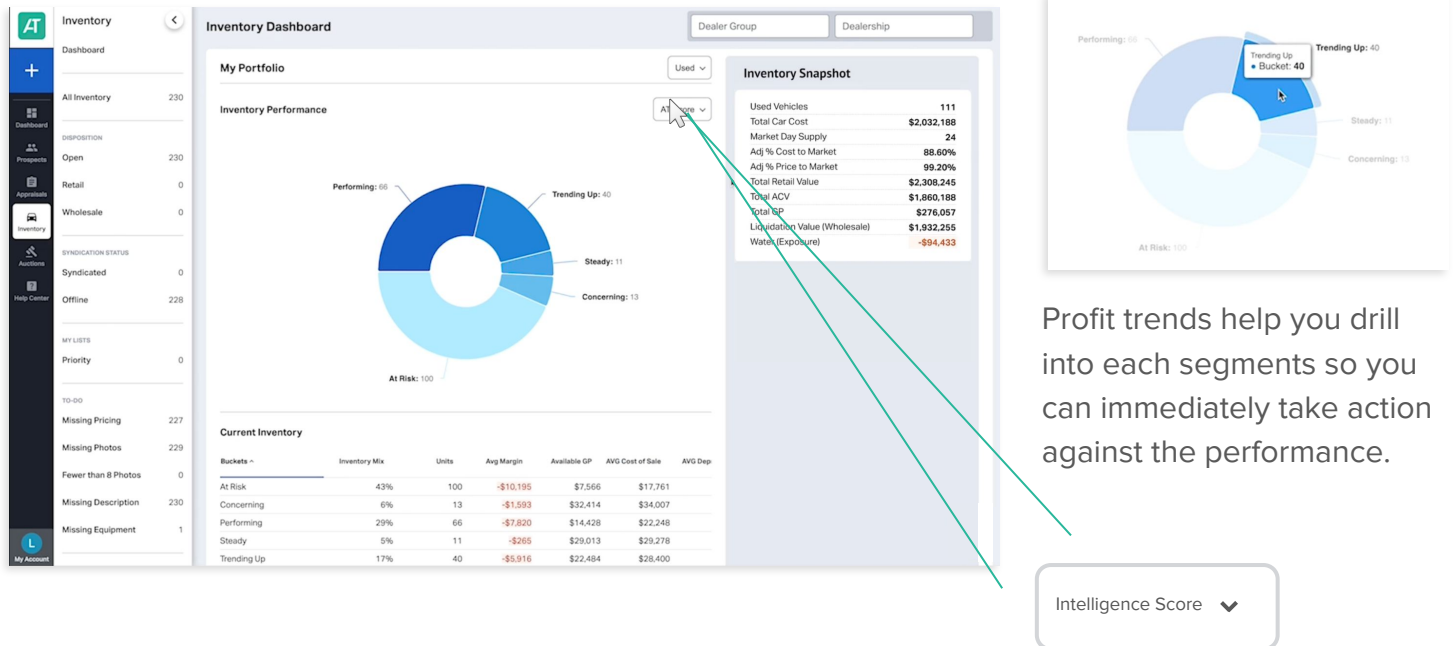 AT
Inventory
Dashboard
All Inventory 230
DISPOSITION
Open 230
Retail 0
Wholesale 0
SYNDICATION STATUS
Syndicated 0
Offline 228
MY LISTS
Priority 0
TO-DO
Missing Pricing 227
Missing Photos 229
Fewer than 8 Photos 0
Missing Description 230
Missing Equipment 1
+
Dashboard
Prospects
Appraisals
Inventory
Auctions
?
Help Center
L
My Account
Inventory Dashboard
Dealer Group
Dealership
My Portfolio
Used
Inventory Performance
Performing: 66
Trending Up: 40
Steady: 11
Concerning: 13
At Risk: 100
Current Inventory
Buckets Inventory Mix Units Avg Margin Available GP AVG Cost of Sale AVG Dep
At Risk 43% 100 -$10,195 $7,566 $17,761
Concerning 6% 13 -$1,593 $32,414 $34,007
Performing 29% 66 -$7,820 $14,428 $22,248
Steady 5% 11 -$265 $29,013 $29,278
Trending Up 17% 40 -$5,916 $22,484 $28,400
Inventory Snapshot
Used Vehicles 111
Total Car Cost $2,032,188
Market Day Supply 24
Adj % Cost to Market 88.60%
Adj % Price to Market 99.20%
Total Retail Value $2,308,245
Total ACV $1,860,188
Total GP $276,057
Liquidation Value (Wholesale) $1,932,255
Water (Exposure) -$94,433
Performing: 66
Trending Up: 40
Trending Up
Bucket: 40
Steady: 11
Concerning: 13
At Risk: 100
Profit trends help you drill
into each segments so you
can immediately take action
against the performance.
Intelligence Score